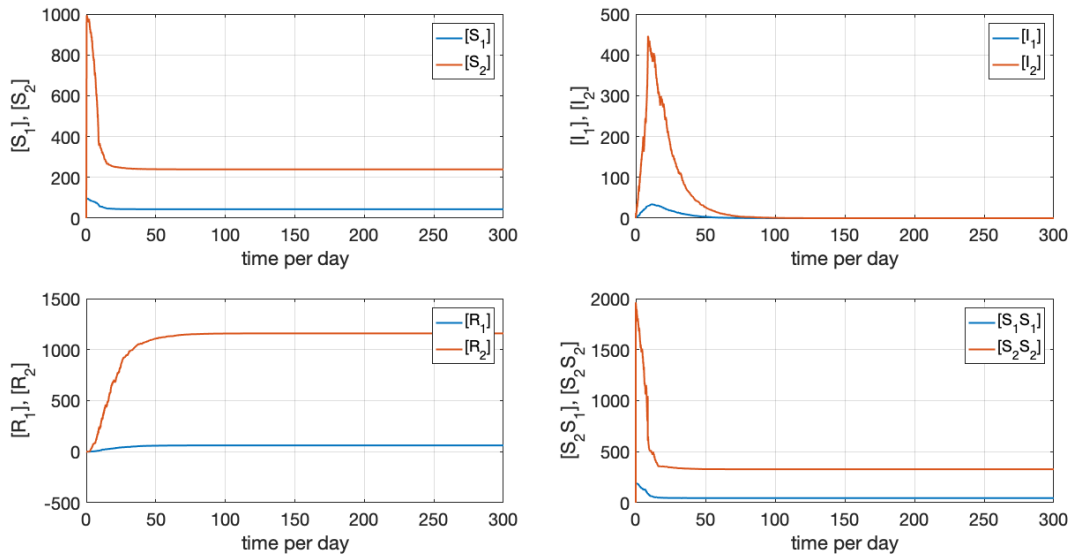 1000
800
600
400
200
0
0 50 100 150 200 250 300
time per day
[S₁], [S₂]
[S₁]
[S₂]
500
400
300
200
100
0
0 50 100 150 200 250 300
time per day
[I₁], [I₂]
[I₁]
[I₂]
1500
1000
500
0
-500
0 50 100 150 200 250 300
time per day
[R₁], [R₂]
[R₁]
[R₂]
2000
1500
1000
500
0
0 50 100 150 200 250 300
time per day
[S₂S₁], [S₂S₂]
[S₁S₁]
[S₂S₂]